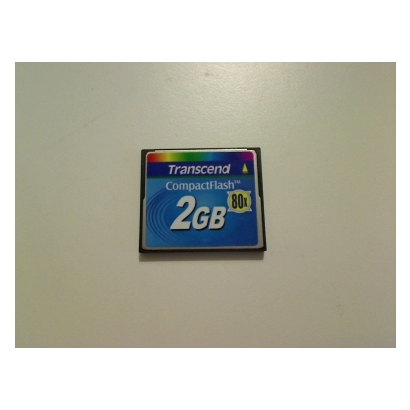 Transcend
CompactFlash™
2GB
80x